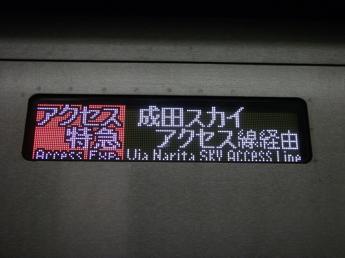 アクセス
特急
Access Exp.
成田スカイ
アクセス線経由
Via Narita SKY ACCESS Line